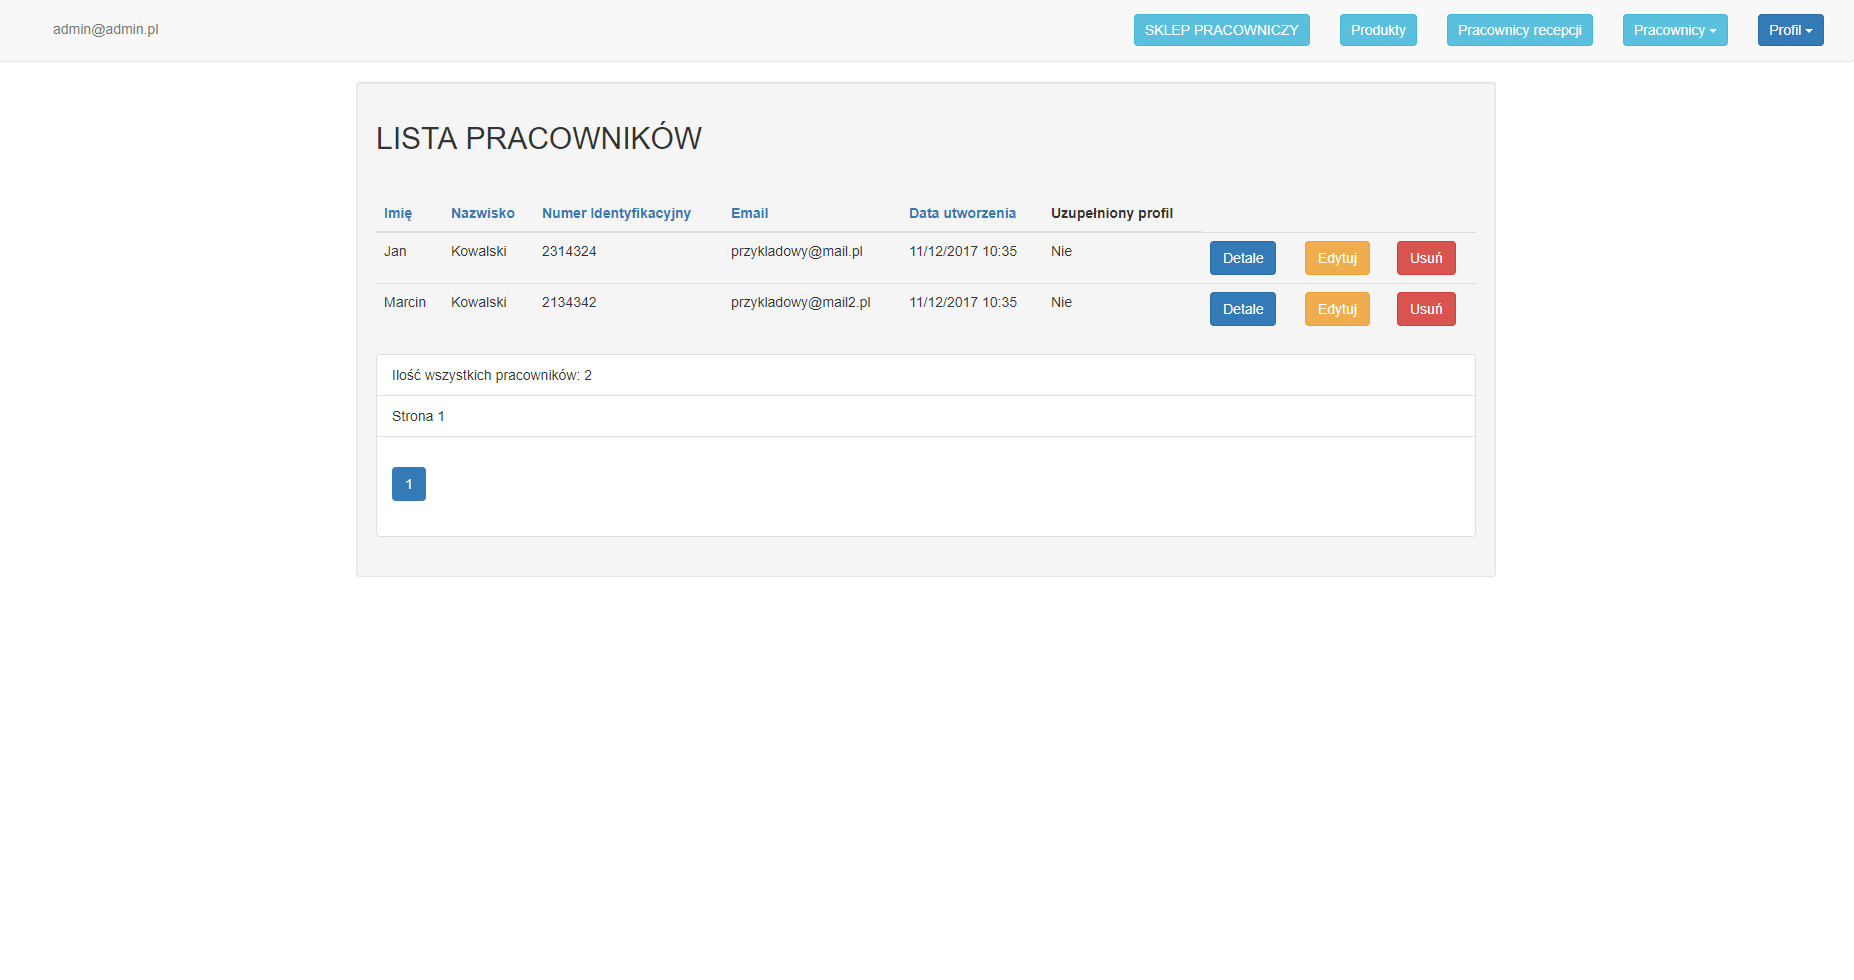 admin@admin.pl SKLEP PRACOWNICZY Produkty Pracownicy recepcji Pracownicy Profil
LISTA PRACOWNIKÓW
Imię Nazwisko Numer Identyfikacyjny Email Data utworzenia Uzupełniony profil
Jan Kowalski 2314324 przykladowy@mail.pl 11/12/2017 10:35 Nie Detale Edytuj Usuń
Marcin Kowalski 2134342 przykladowy@mail2.pl 11/12/2017 10:35 Nie Detale Edytuj Usuń
Ilość wszystkich pracowników: 2
Strona 1
1